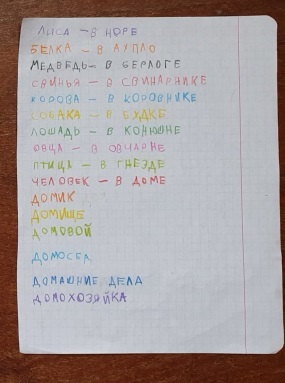 ЛИСА – В НОРЕ
БЕЛКА – В ДУПЛО
МЕДВЕДЬ – В БЕРЛОГЕ
СВИНЬЯ – В СВИНАРНИКЕ
КОРОВА – В КОРОВНИКЕ
СОБАКА – В БУДКЕ
ЛОШАДЬ – В КОНЮШНЕ
ОВЦА – В ОВЧАРНЕ
ПТИЦА – В ГНЕЗДЕ
ЧЕЛОВЕК – В ДОМЕ
ДОМИК
ДОМИЩЕ
ДОМОВОЙ
ДОМОСЕД
ДОМАШНИЕ ДЕЛА
ДОМОХОЗЯЙКА